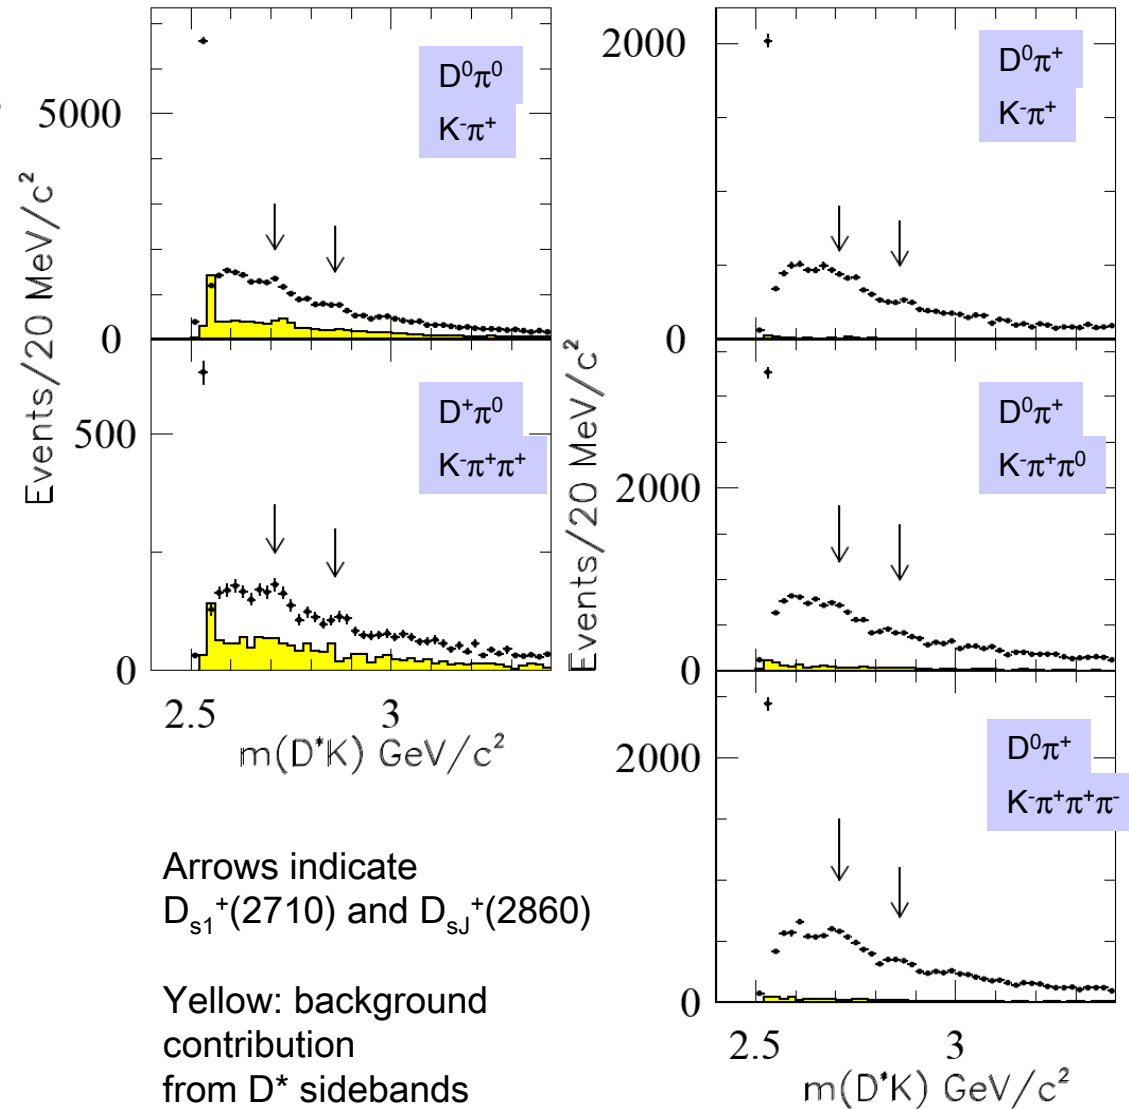 5000
0
Events/20 MeV/c²
D⁰π⁰
K⁻π⁺
500
0
D⁺π⁰
K⁻π⁺π⁺
2.5 3
m(D*K) GeV/c²
2000
0
Events/20 MeV/c²
D⁰π⁺
K⁻π⁺
2000
0
D⁰π⁺
K⁻π⁺π⁰
2000
0
D⁰π⁺
K⁻π⁺π⁺π⁻
2.5 3
m(D*K) GeV/c²
Arrows indicate
Dₛ₁⁺(2710) and DₛJ⁺(2860)
Yellow: background
contribution
from D* sidebands